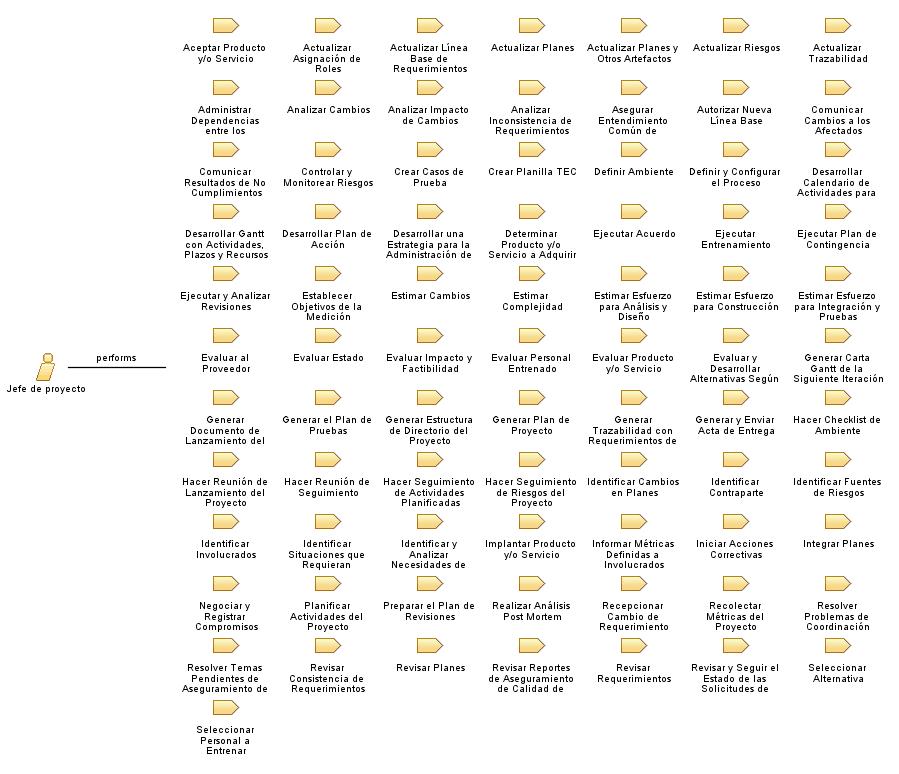 Aceptar Producto
y/o Servicio
Actualizar
Asignación de
Roles
Actualizar Línea
Base de
Requerimientos
Actualizar Planes
Actualizar Planes y
Otros Artefactos
Actualizar Riesgos
Actualizar
Trazabilidad
Administrar
Dependencias
entre los
Analizar Cambios
Analizar Impacto
de Cambios
Analizar
Inconsistencia de
Requerimientos
Asegurar
Entendimiento
Común de
Autorizar Nueva
Línea Base
Comunicar
Cambios a los
Afectados
Comunicar
Resultados de No
Cumplimientos
Controlar y
Monitorear Riesgos
Crear Casos de
Prueba
Crear Planilla TEC
Definir Ambiente
Definir y Configurar
el Proceso
Desarrollar
Calendario de
Actividades para
Desarrollar Gantt
con Actividades,
Plazos y Recursos
Desarrollar Plan de
Acción
Desarrollar una
Estrategia para la
Administración de
Determinar
Producto y/o
Servicio a Adquirir
Ejecutar Acuerdo
Ejecutar
Entrenamiento
Ejecutar Plan de
Contingencia
Ejecutar y Analizar
Revisiones
Establecer
Objetivos de la
Medición
Estimar Cambios
Estimar
Complejidad
Estimar Esfuerzo
para Análisis y
Diseño
Estimar Esfuerzo
para Construcción
Estimar Esfuerzo
para Integración y
Pruebas
performs
Jefe de proyecto
Evaluar al
Proveedor
Evaluar Estado
Evaluar Impacto y
Factibilidad
Evaluar Personal
Entrenado
Evaluar Producto
y/o Servicio
Evaluar y
Desarrollar
Alternativas Según
Generar Carta
Gantt de la
Siguiente Iteración
Generar
Documento de
Lanzamiento del
Generar el Plan de
Pruebas
Generar Estructura
de Directorio del
Proyecto
Generar Plan de
Proyecto
Generar
Trazabilidad con
Requerimientos de
Generar y Enviar
Acta de Entrega
Hacer Checklist de
Ambiente
Hacer Reunión de
Lanzamiento del
Proyecto
Hacer Reunión de
Seguimiento
Hacer Seguimiento
de Actividades
Planificadas
Hacer Seguimiento
de Riesgos del
Proyecto
Identificar Cambios
en Planes
Identificar
Contraparte
Identificar Fuentes
de Riesgos
Identificar
Involucrados
Identificar
Situaciones que
Requieran
Identificar y
Analizar
Necesidades de
Implantar Producto
y/o Servicio
Informar Métricas
Definidas a
Involucrados
Iniciar Acciones
Correctivas
Integrar Planes
Negociar y
Registrar
Compromisos
Planificar
Actividades del
Proyecto
Preparar el Plan de
Revisiones
Realizar Análisis
Post Mortem
Recepcionar
Cambio de
Requerimiento
Recolectar
Métricas del
Proyecto
Resolver
Problemas de
Coordinación
Resolver Temas
Pendientes de
Aseguramiento de
Revisar
Consistencia de
Requerimientos
Revisar Planes
Revisar Reportes
de Aseguramiento
de Calidad de
Revisar
Requerimientos
Revisar y Seguir el
Estado de las
Solicitudes de
Seleccionar
Alternativa
Seleccionar
Personal a
Entrenar